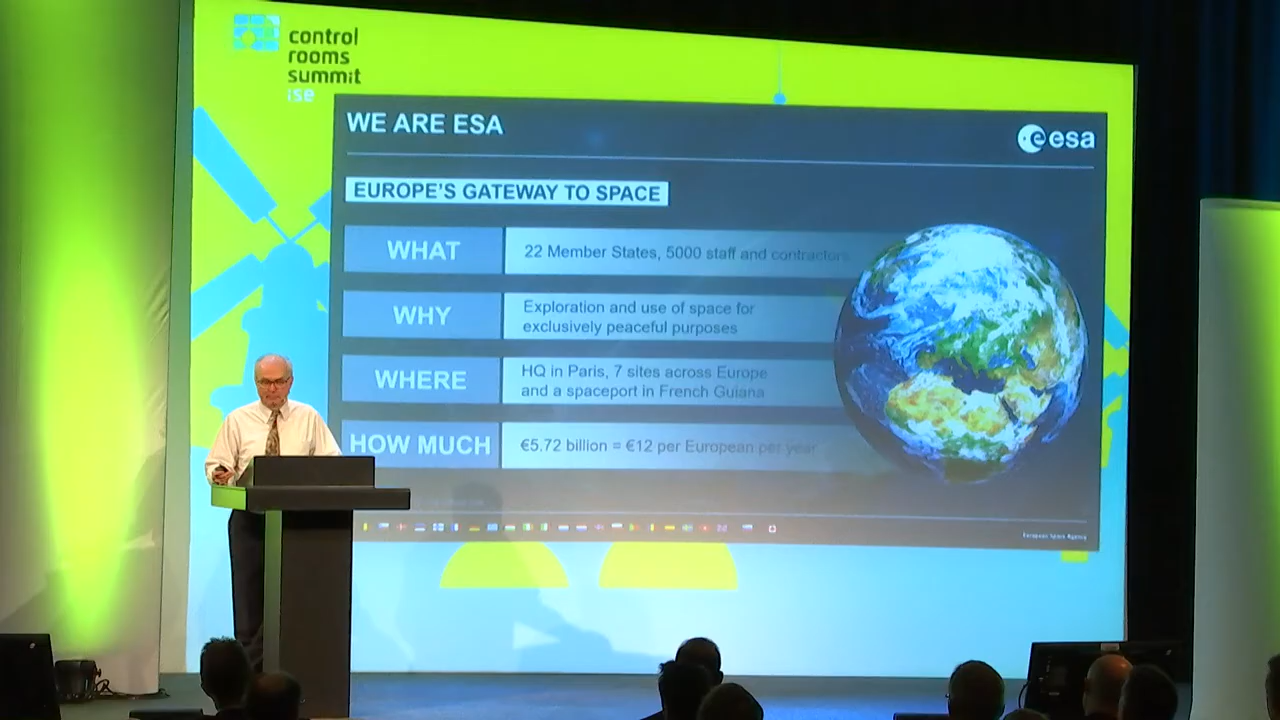 control
rooms
summit
ise
WE ARE ESA
esa
EUROPE'S GATEWAY TO SPACE
WHAT
22 Member States, 5000 staff and contractors
WHY
Exploration and use of space for
exclusively peaceful purposes
WHERE
HQ in Paris, 7 sites across Europe
and a spaceport in French Guiana
HOW MUCH
€5.72 billion = €12 per European per year
European Space Agency